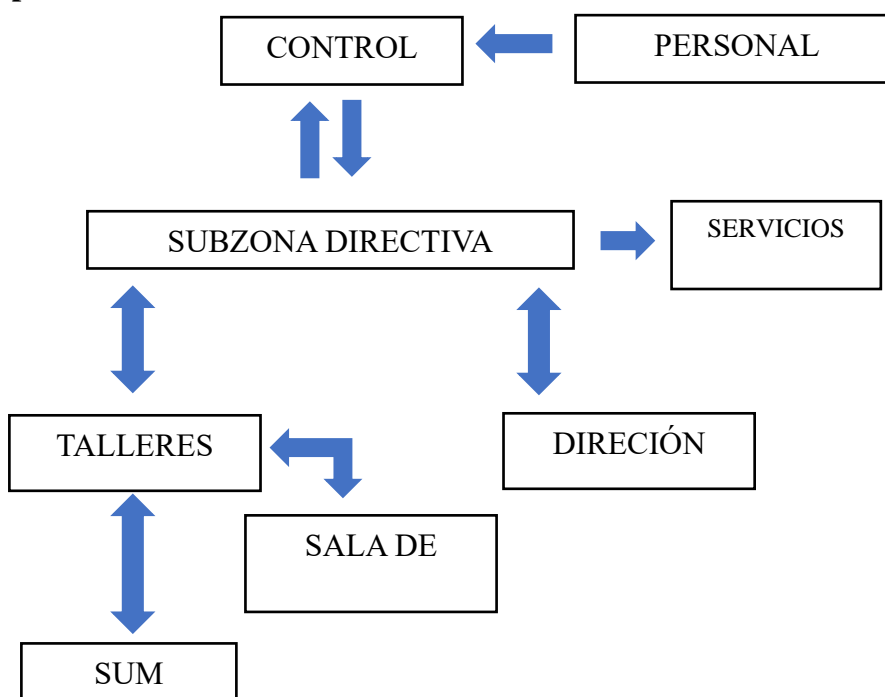 CONTROL
PERSONAL
SUBZONA DIRECTIVA
SERVICIOS
TALLERES
DIRECIÓN
SALA DE
SUM